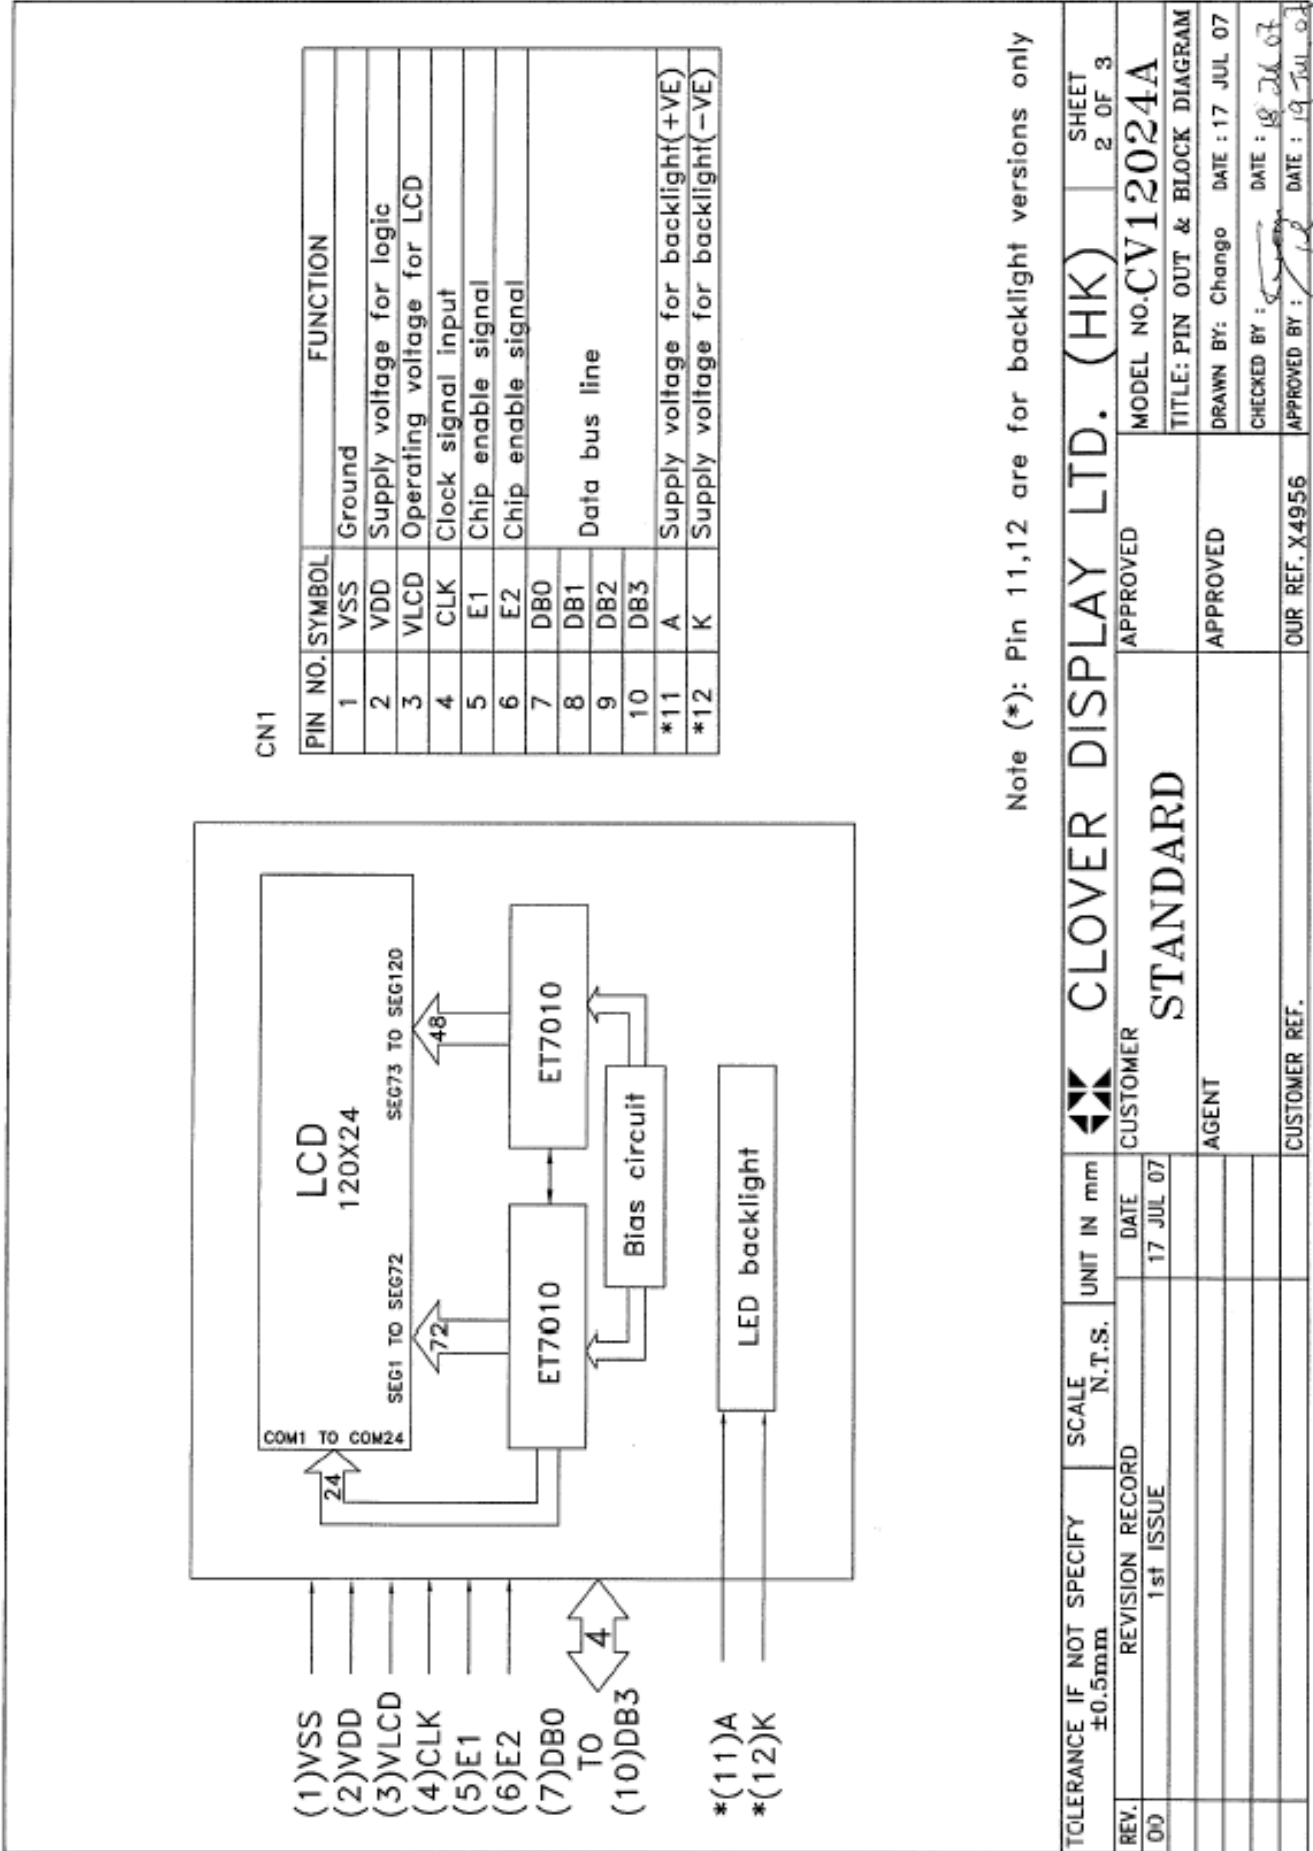 CN1
PIN NO. SYMBOL FUNCTION
1 VSS Ground
2 VDD Supply voltage for logic
3 VLCD Operating voltage for LCD
4 CLK Clock signal input
5 E1 Chip enable signal
6 E2 Chip enable signal
7 DB0
8 DB1
Data bus line
9 DB2
10 DB3
*11 A Supply voltage for backlight(+VE)
*12 K Supply voltage for backlight(-VE)
LCD
120X24
COM1 TO COM24
SEG1 TO SEG72
SEG73 TO SEG120
24
72
48
ET7010
ET7010
Bias circuit
LED backlight
(1)VSS
(2)VDD
(3)VLCD
(4)CLK
(5)E1
(6)E2
(7)DB0
TO
(10)DB3
4
*(11)A
*(12)K
Note (*): Pin 11,12 are for backlight versions only
TOLERANCE IF NOT SPECIFY
±0.5mm
SCALE
N.T.S.
UNIT IN mm
CLOVER DISPLAY LTD. (HK)
SHEET
2 OF 3
REV. REVISION RECORD DATE
00 1st ISSUE 17 JUL 07
CUSTOMER
STANDARD
AGENT
CUSTOMER REF.
APPROVED
APPROVED
OUR REF. X4956
MODEL NO. CV12024A
TITLE: PIN OUT & BLOCK DIAGRAM
DRAWN BY: Chango DATE : 17 JUL 07
CHECKED BY : DATE : 18 Jul 07
APPROVED BY : DATE : 19 Jul 07